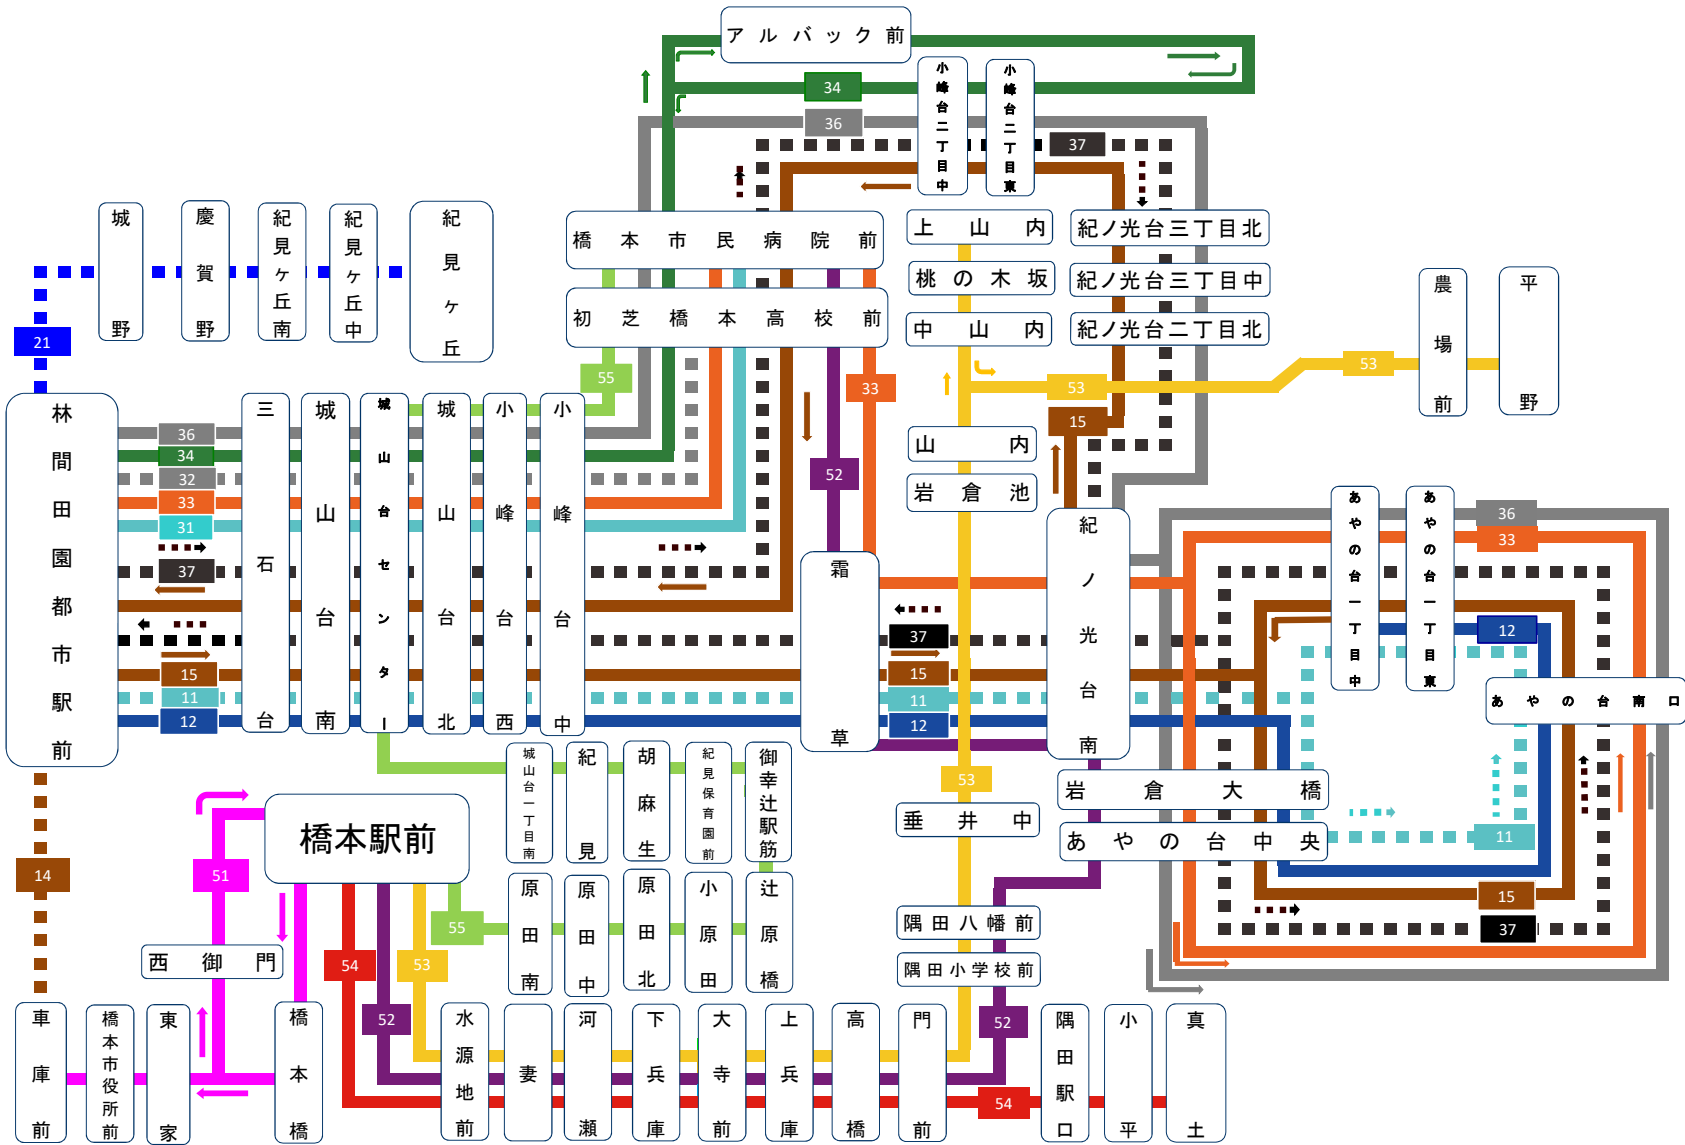 アルバック前
34
36
小峰台二丁目中
小峰台二丁目東
37
城野
慶賀野
紀見ヶ丘南
紀見ヶ丘中
紀見ヶ丘
橋本市民病院前
上山内
紀ノ光台三丁目北
桃の木坂
紀ノ光台三丁目中
初芝橋本高校前
中山内
紀ノ光台二丁目北
農場前
平野
21
55
33
53
53
林間田園都市駅前
三石台
城山台南
城山台センター
城山台北
小峰台西
小峰台中
36
34
32
33
31
37
15
11
12
15
52
山内
岩倉池
霜草
紀ノ光台南
37
15
11
12
あやの台一丁目中
あやの台一丁目東
36
33
12
あやの台南口
11
15
37
53
岩倉大橋
垂井中
あやの台中央
城山台一丁目南
紀見
胡麻生
紀見保育園前
御幸辻駅筋
橋本駅前
14
51
54
52
53
55
原田南
原田中
原田北
小原田
辻原橋
隅田八幡前
隅田小学校前
西御門
車庫前
橋本市役所前
東家
橋本橋
水源地前
妻
河瀬
下兵庫
大寺前
上兵庫
高橋
門前
52
54
隅田駅口
小平
真土